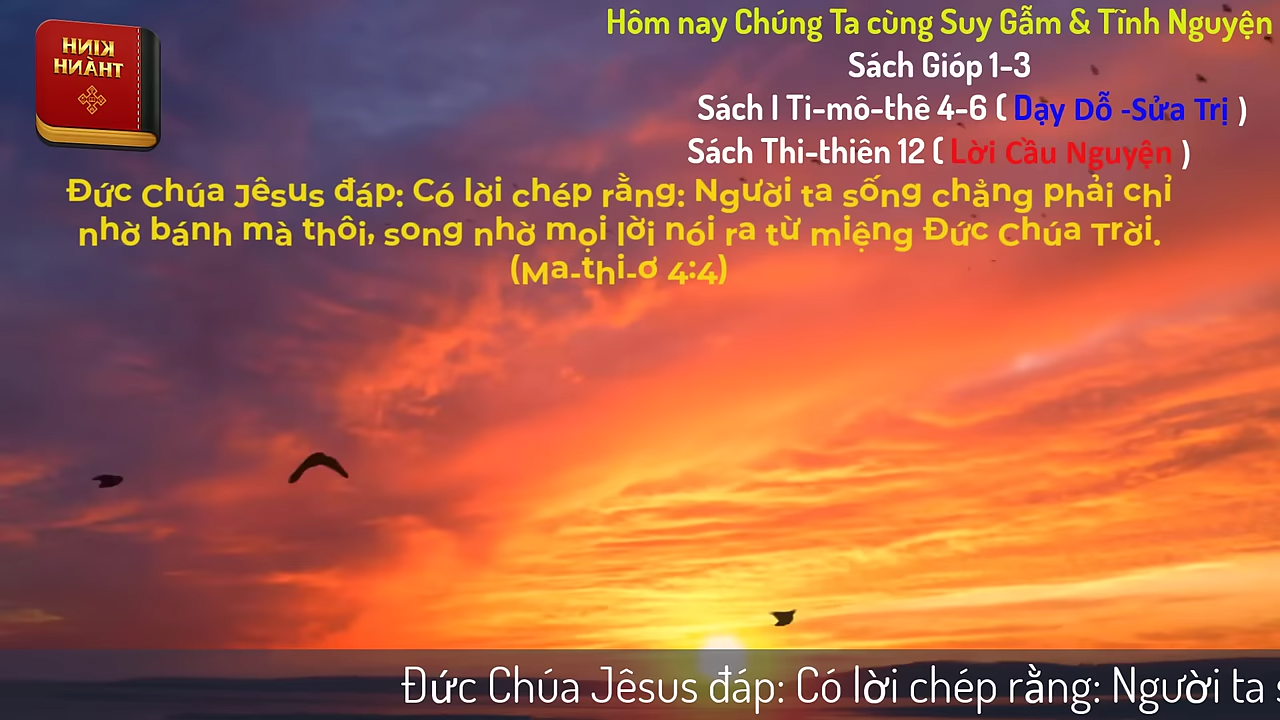 KINH
THÀNH
Hôm nay Chúng Ta cùng Suy Gẫm & Tĩnh Nguyện
Sách Gióp 1-3
Sách I Ti-mô-thê 4-6 ( Dạy Dỗ -Sửa Trị )
Sách Thi-thiên 12 ( Lời Cầu Nguyện )
Đức Chúa Jêsus đáp: Có lời chép rằng: Người ta sống chẳng phải chỉ
nhờ bánh mà thôi, song nhờ mọi lời nói ra từ miệng Đức Chúa Trời.
(Ma-thi-ơ 4:4)
Đức Chúa Jêsus đáp: Có lời chép rằng: Người ta